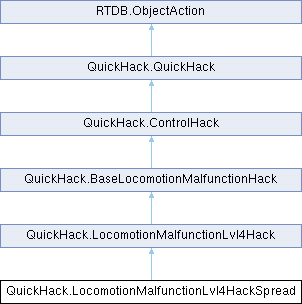 RTDB.ObjectAction
QuickHack.QuickHack
QuickHack.ControlHack
QuickHack.BaseLocomotionMalfunctionHack
QuickHack.LocomotionMalfunctionLvl4Hack
QuickHack.LocomotionMalfunctionLvl4HackSpread